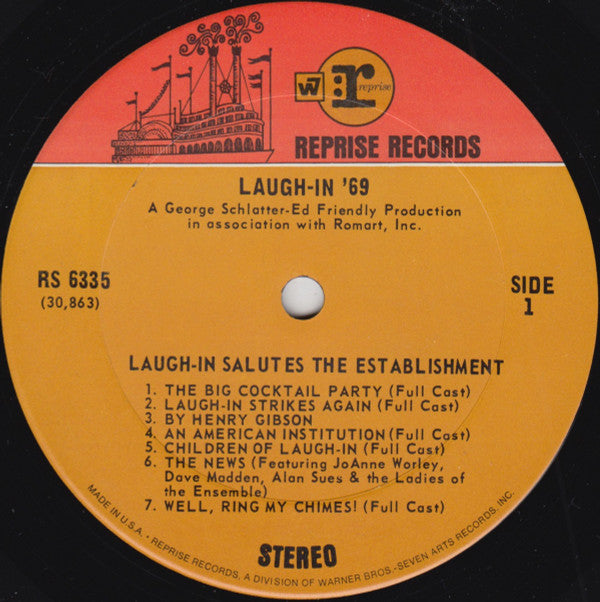 W7
r
reprise
REPRISE RECORDS
LAUGH-IN '69
A George Schlatter-Ed Friendly Production
in association with Romart, Inc.
RS 6335
(30,863)
SIDE
1
LAUGH-IN SALUTES THE ESTABLISHMENT
1. THE BIG COCKTAIL PARTY (Full Cast)
2. LAUGH-IN STRIKES AGAIN (Full Cast)
3. BY HENRY GIBSON
4. AN AMERICAN INSTITUTION (Full Cast)
5. CHILDREN OF LAUGH-IN (Full Cast)
6. THE NEWS (Featuring JoAnne Worley,
Dave Madden, Alan Sues & the Ladies of
the Ensemble)
7. WELL, RING MY CHIMES! (Full Cast)
STEREO
MADE IN U.S.A. • REPRISE RECORDS, A DIVISION OF WARNER BROS.-SEVEN ARTS RECORDS, INC.